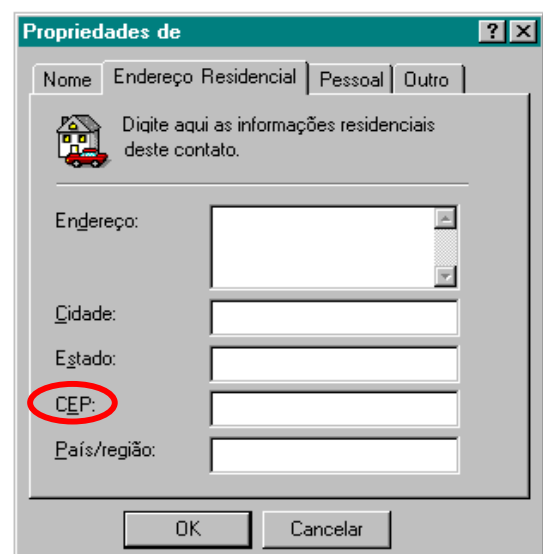 Propriedades de
Nome
Endereço Residencial
Pessoal
Outro
Digite aqui as informações residenciais
deste contato.
Endereço:
Cidade:
Estado:
CEP:
País/região:
OK
Cancelar